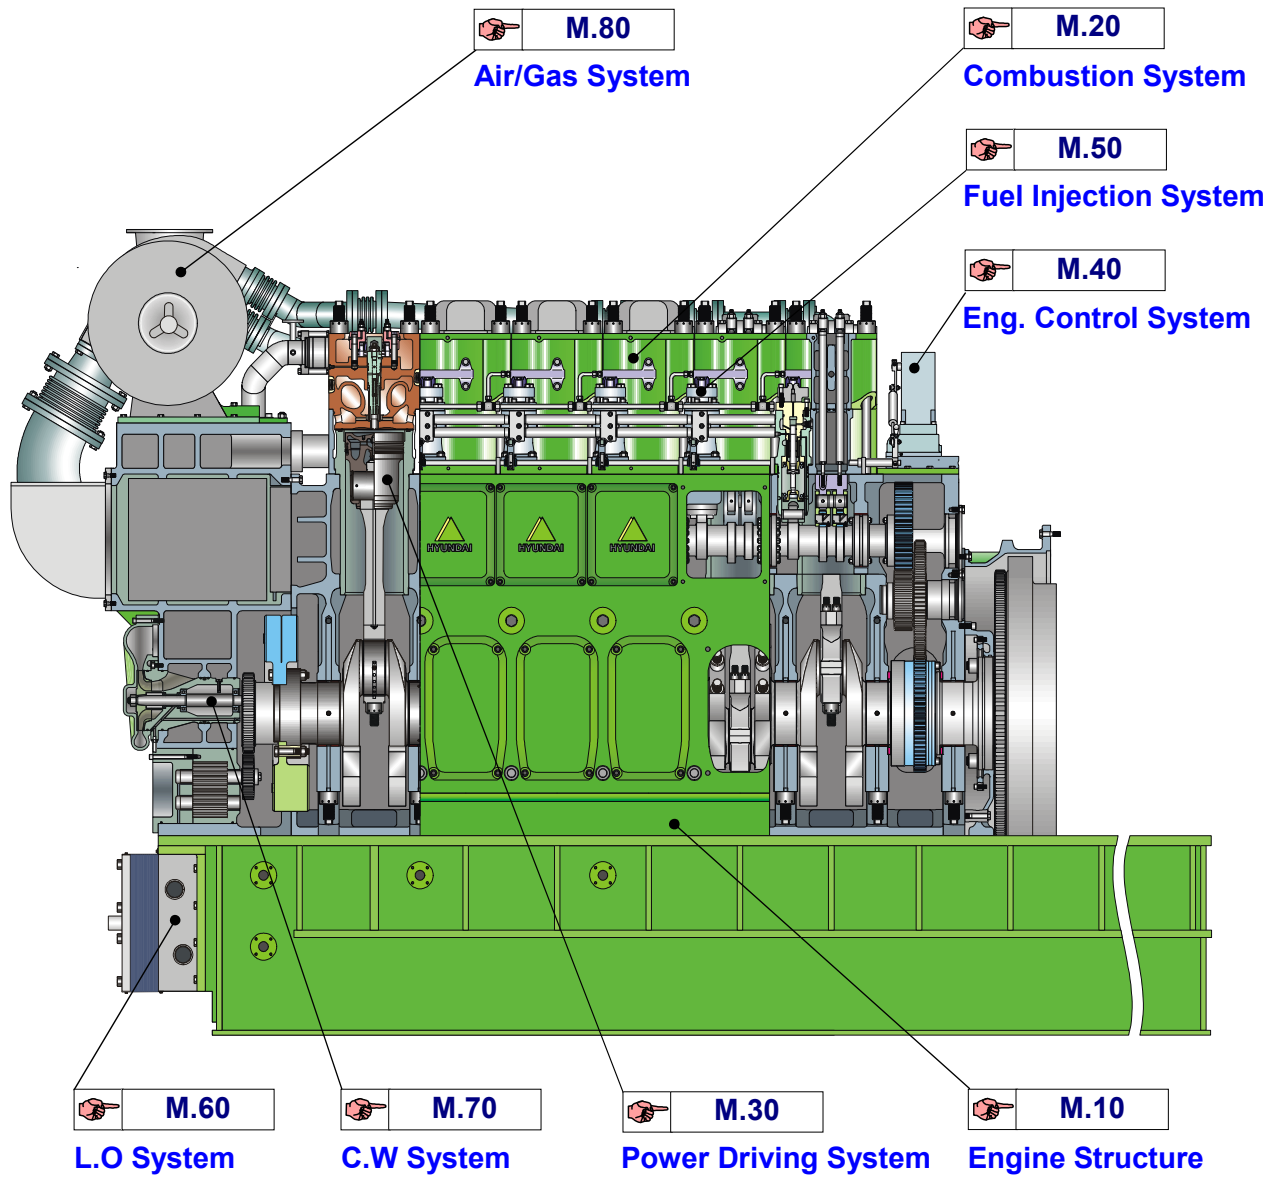 M.80
Air/Gas System
M.20
Combustion System
M.50
Fuel Injection System
M.40
Eng. Control System
HYUNDAI
HYUNDAI
HYUNDAI
M.60
L.O System
M.70
C.W System
M.30
Power Driving System
M.10
Engine Structure